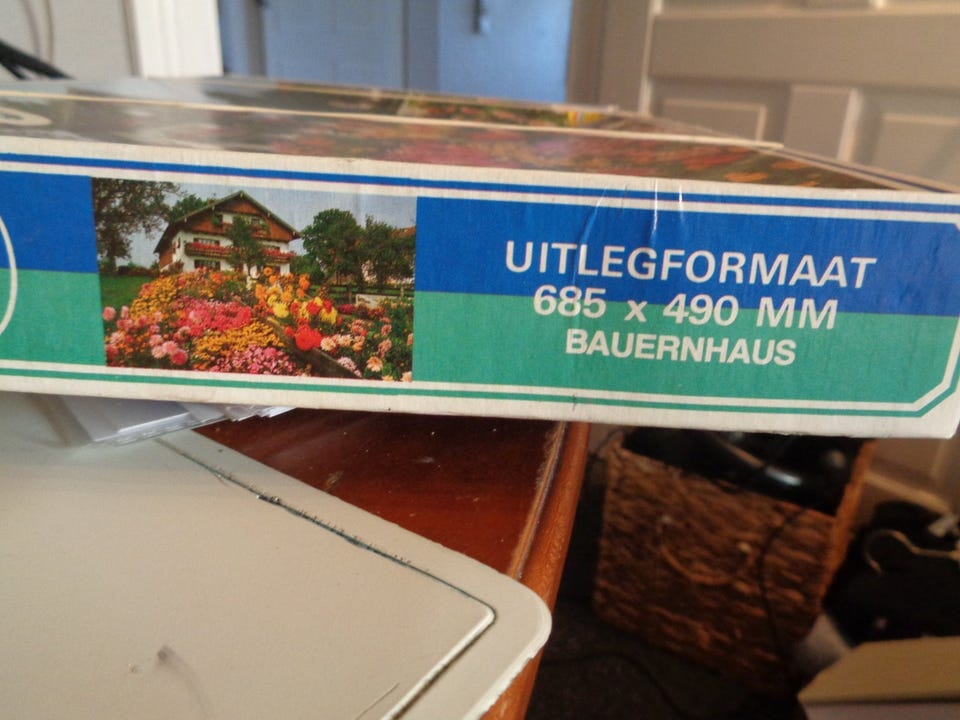 UITLEGFORMAAT
685 x 490 MM
BAUERNHAUS